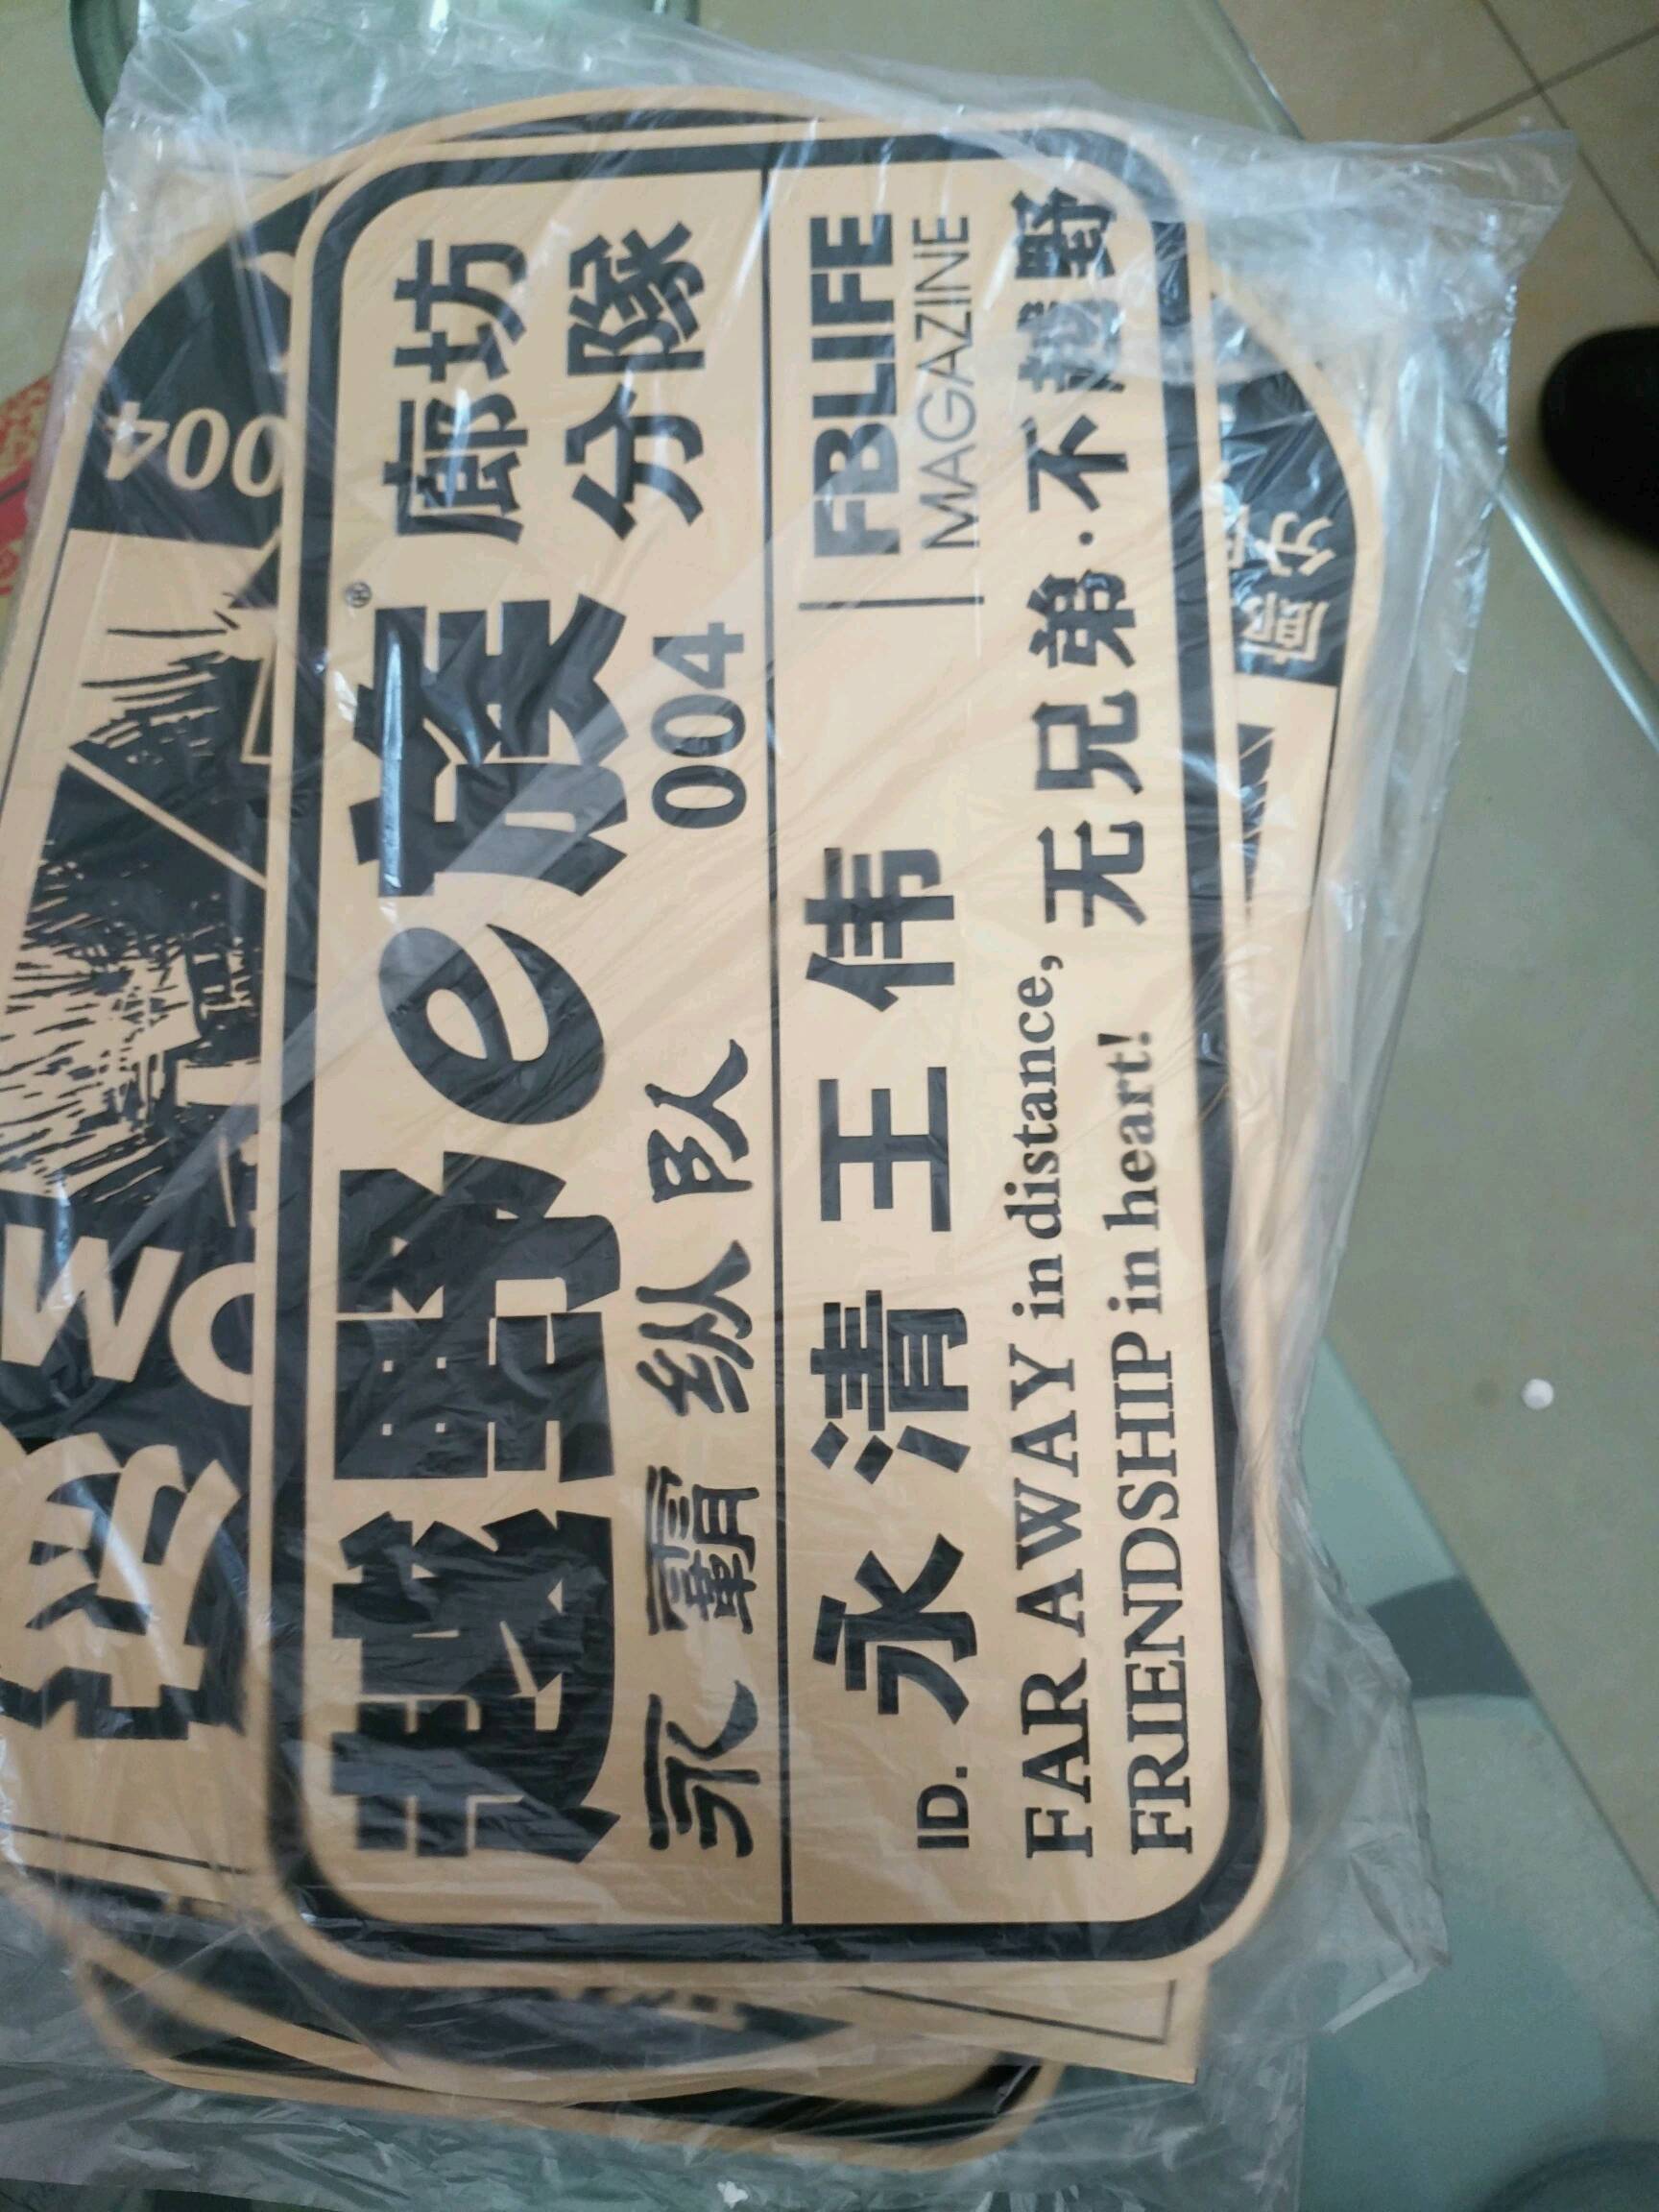 越野e族®
廊坊
分隊
永霸纵队 004
ID. 永清王伟
FBLIFE
MAGAZINE
FAR AWAY in distance,
FRIENDSHIP in heart!
无兄弟·不越野
004